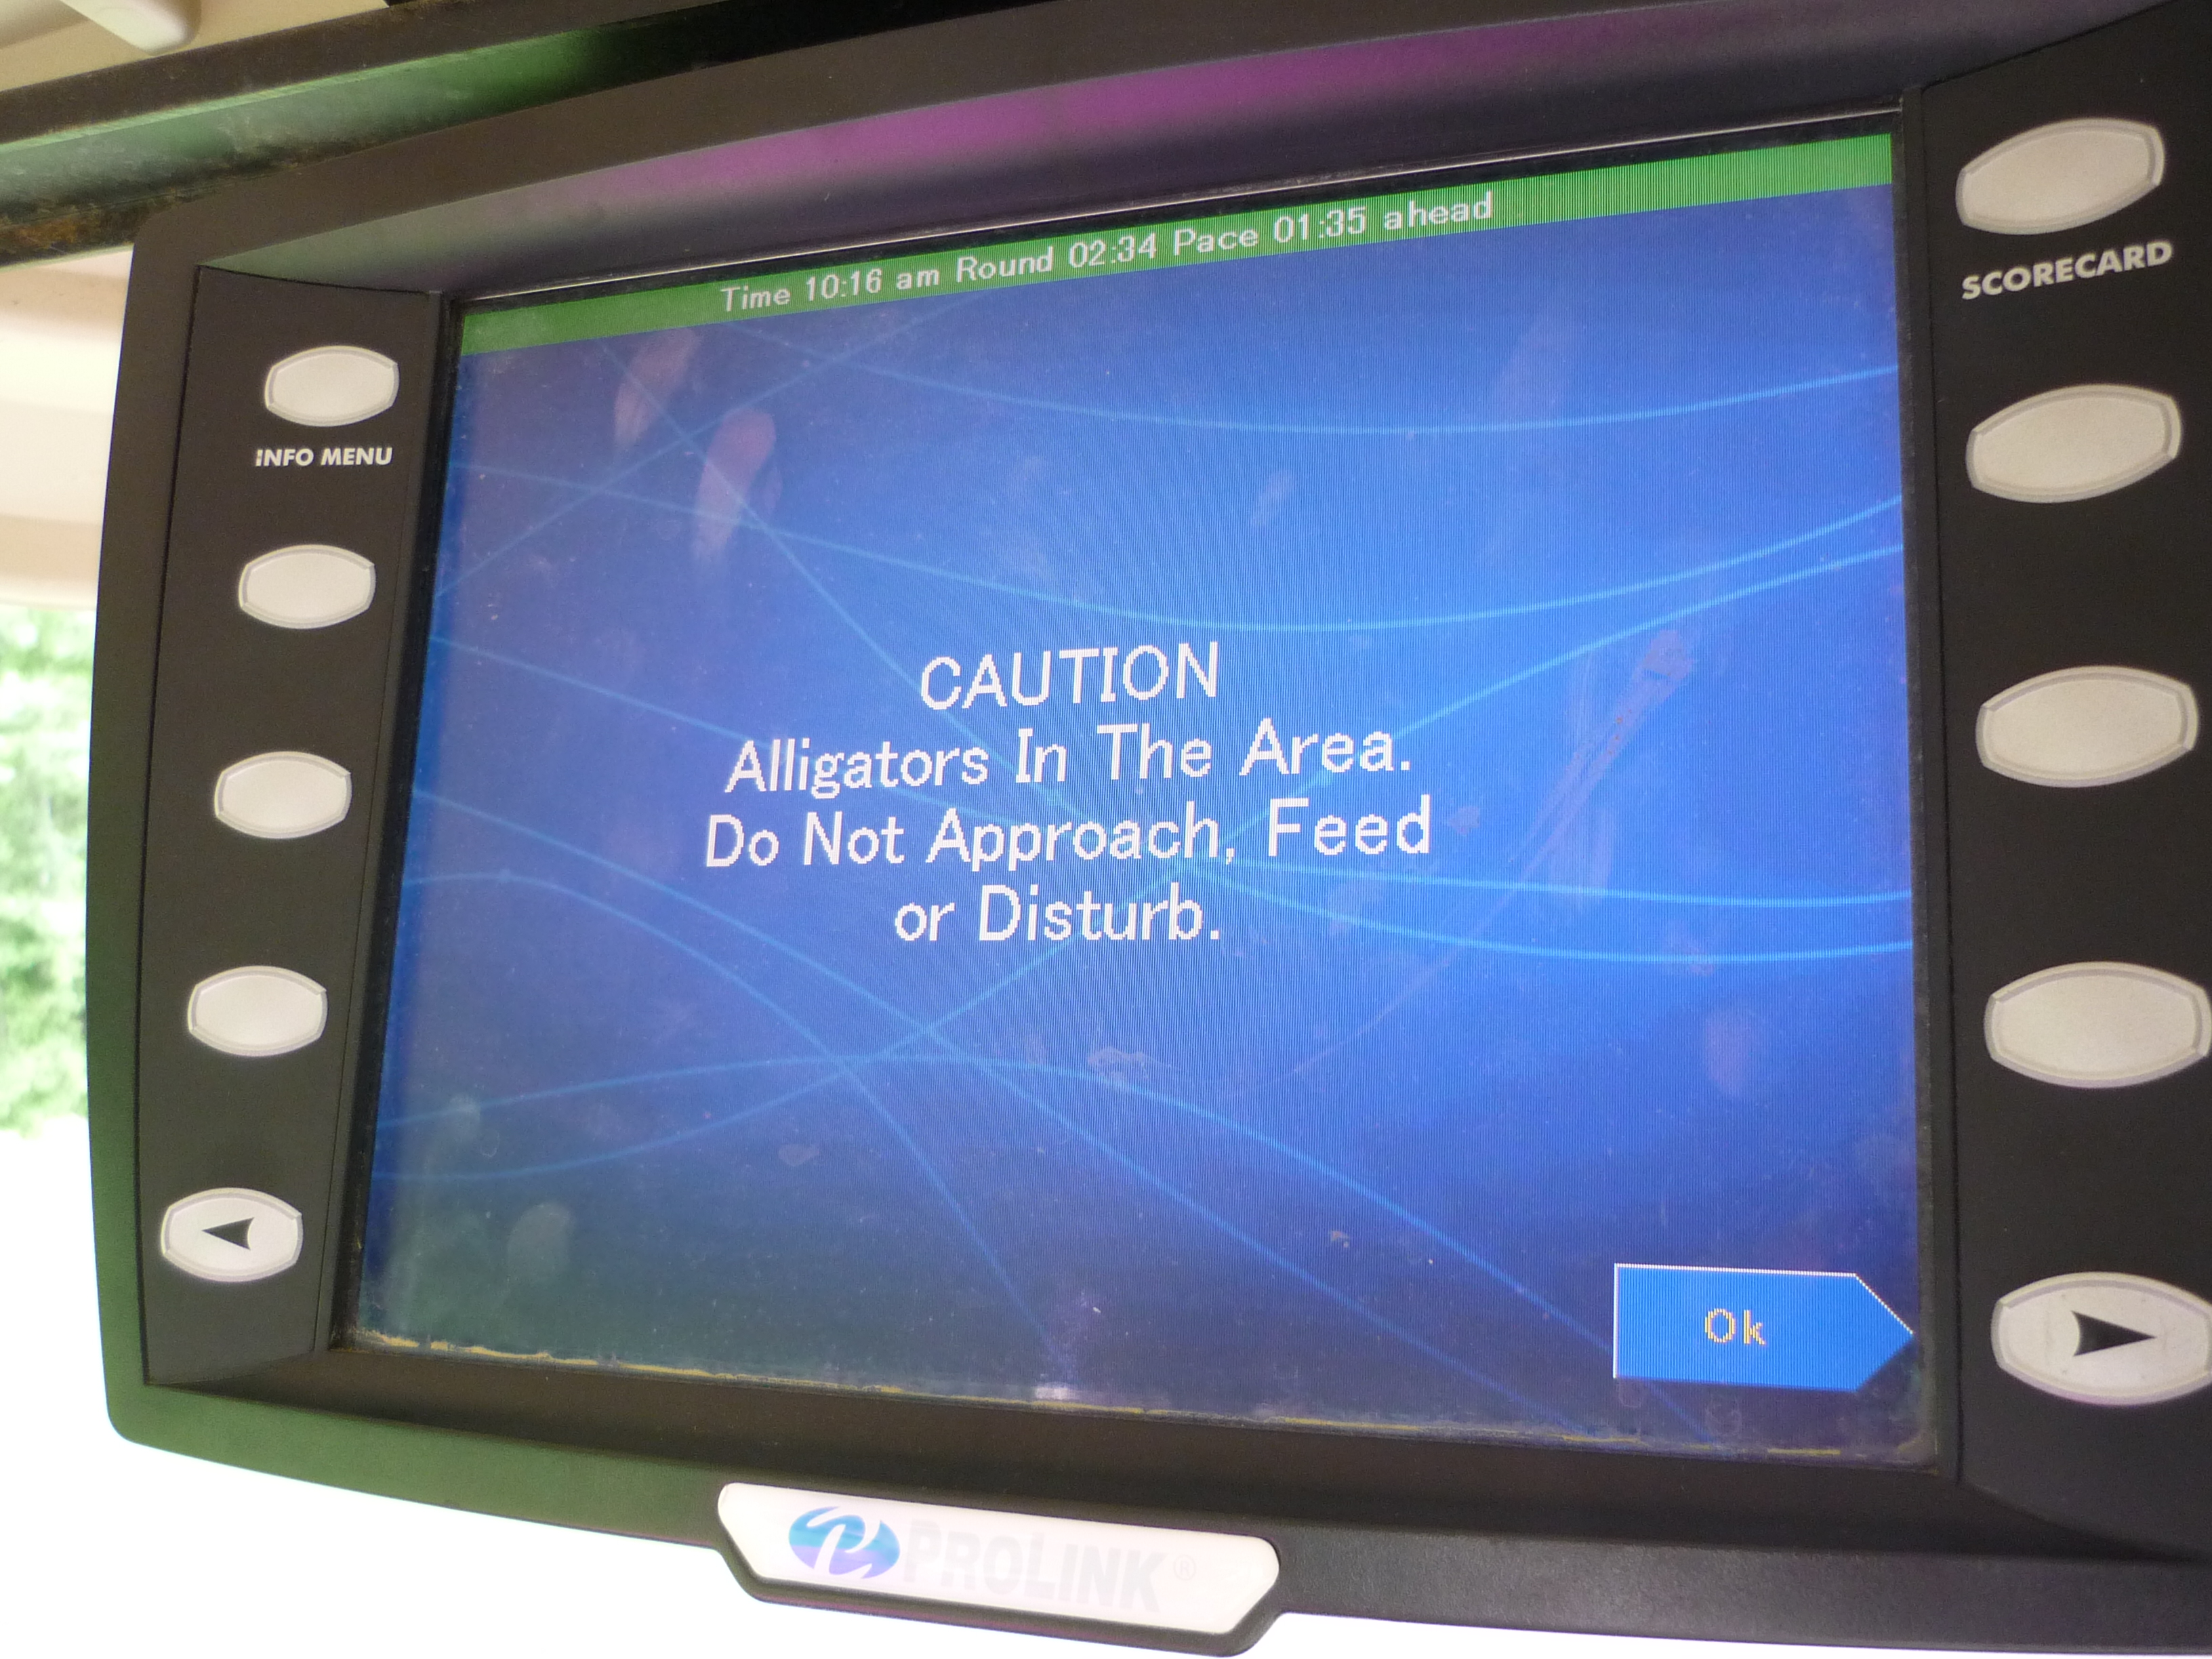 Time 10:16 am Round 02:34 Pace 01:35 ahead
SCORECARD
INFO MENU
CAUTION
Alligators In The Area.
Do Not Approach, Feed
or Disturb.
Ok
PROLINK®